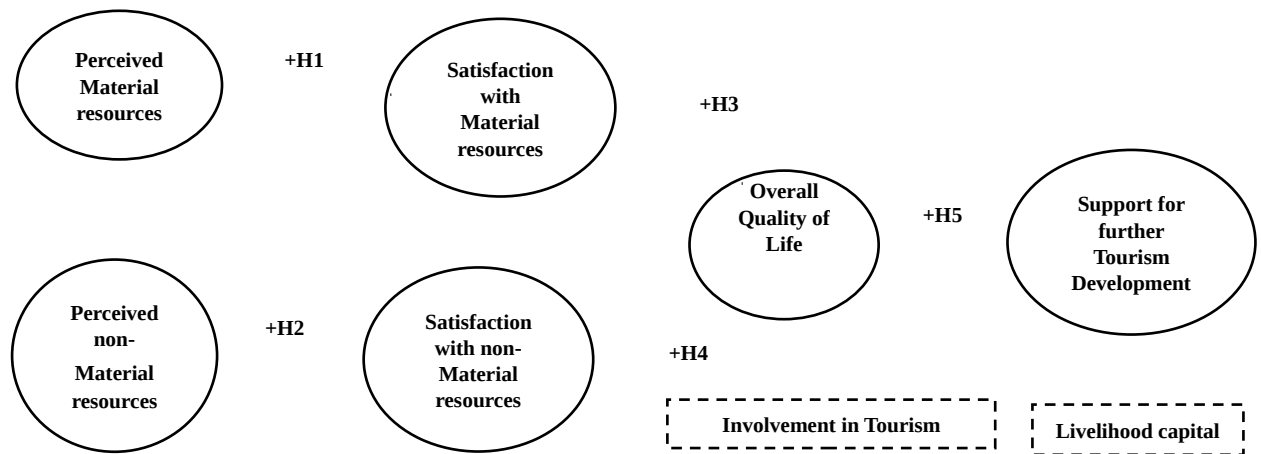 Perceived
Material
resources
+H1
Satisfaction
with
Material
resources
+H3
Overall
Quality of
Life
+H5
Support for
further
Tourism
Development
Perceived
non-
Material
resources
+H2
Satisfaction
with non-
Material
resources
+H4
Involvement in Tourism
Livelihood capital